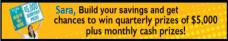 Sara, Build your savings and get
chances to win quarterly prizes of $5,000
plus monthly cash prizes!